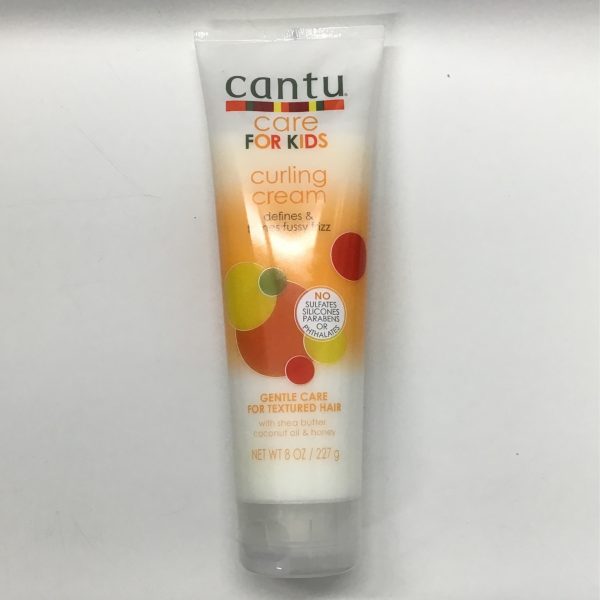 cantu®
care
FOR KIDS
curling
cream
defines &
fussy frizz
NO
SULFATES
SILICONES
PARABENS
OR
PHTHALATES
GENTLE CARE
FOR TEXTURED HAIR
with shea butter
coconut oil & honey
NET WT 8 OZ / 227 g